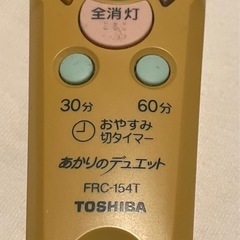 全消灯
30分 60分
おやすみ
切タイマー
あかりのデュエット
FRC-154T
TOSHIBA